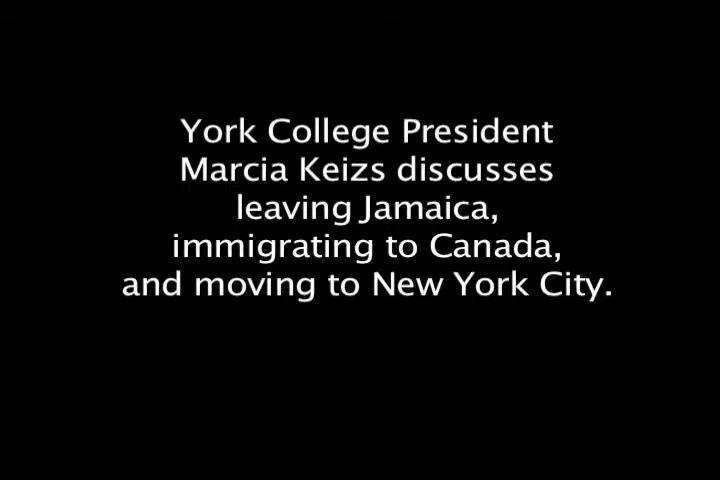 York College President
Marcia Keizs discusses
leaving Jamaica,
immigrating to Canada,
and moving to New York City.